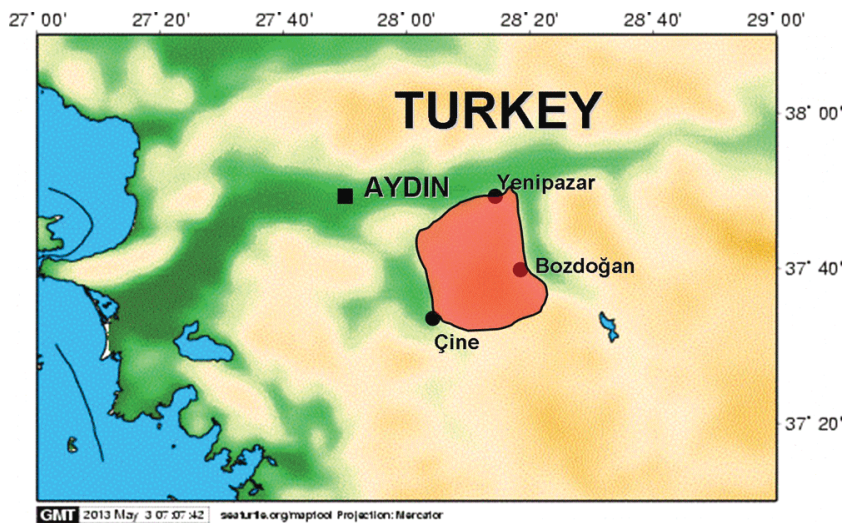 27° 00' 27° 20' 27° 40' 28° 00' 28° 20' 28° 40' 29° 00'
TURKEY
38° 00'
AYDIN
Yenipazar
Bozdoğan
37° 40'
Çine
37° 20'
GMT 2013 May 3 07:07:42 seaturtle.org/maptool Projection: Mercator